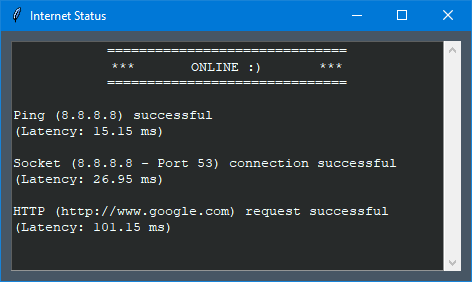 Internet Status
==============================
*** ONLINE :) ***
==============================
Ping (8.8.8.8) successful
(Latency: 15.15 ms)
Socket (8.8.8.8 - Port 53) connection successful
(Latency: 26.95 ms)
HTTP (http://www.google.com) request successful
(Latency: 101.15 ms)